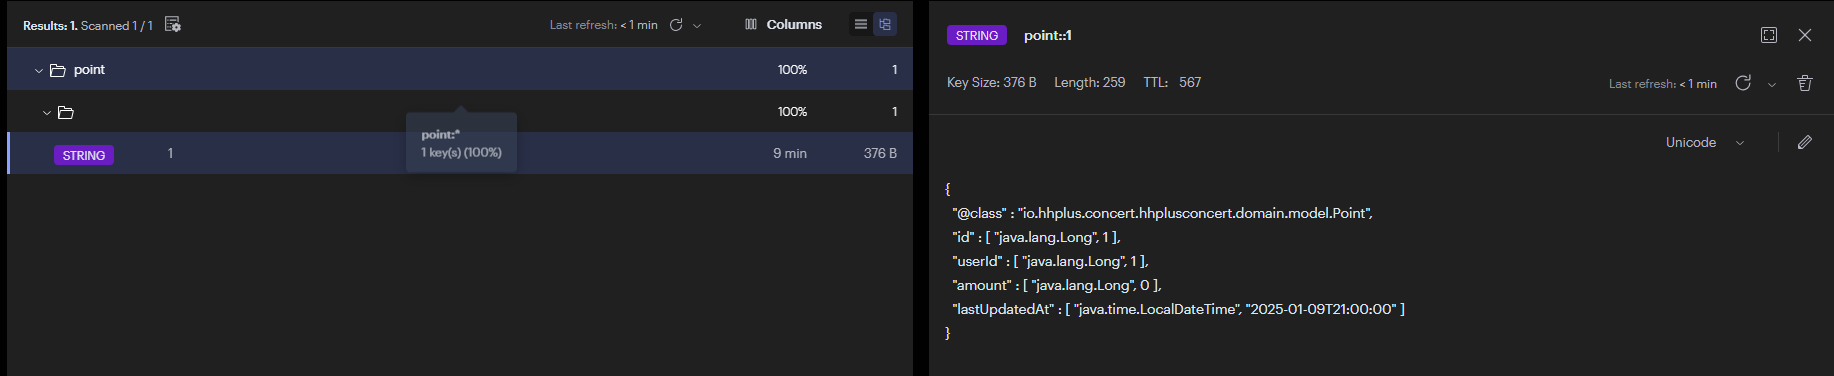 Results: 1. Scanned 1 / 1
Last refresh: < 1 min
Columns
point 100% 1
100% 1
point:*
1 key(s) (100%)
STRING 1 9 min 376 B
STRING point::1
Key Size: 376 B Length: 259 TTL: 567
Last refresh: < 1 min
Unicode
{
"@class" : "io.hhplus.concert.hhplusconcert.domain.model.Point",
"id" : [ "java.lang.Long", 1 ],
"userId" : [ "java.lang.Long", 1 ],
"amount" : [ "java.lang.Long", 0 ],
"lastUpdatedAt" : [ "java.time.LocalDateTime", "2025-01-09T21:00:00" ]
}